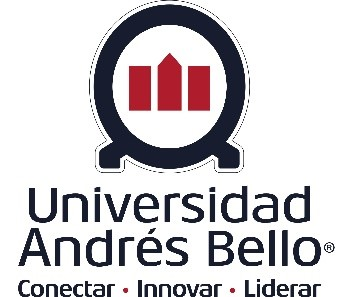 Universidad
Andrés Bello®
Conectar • Innovar • Liderar